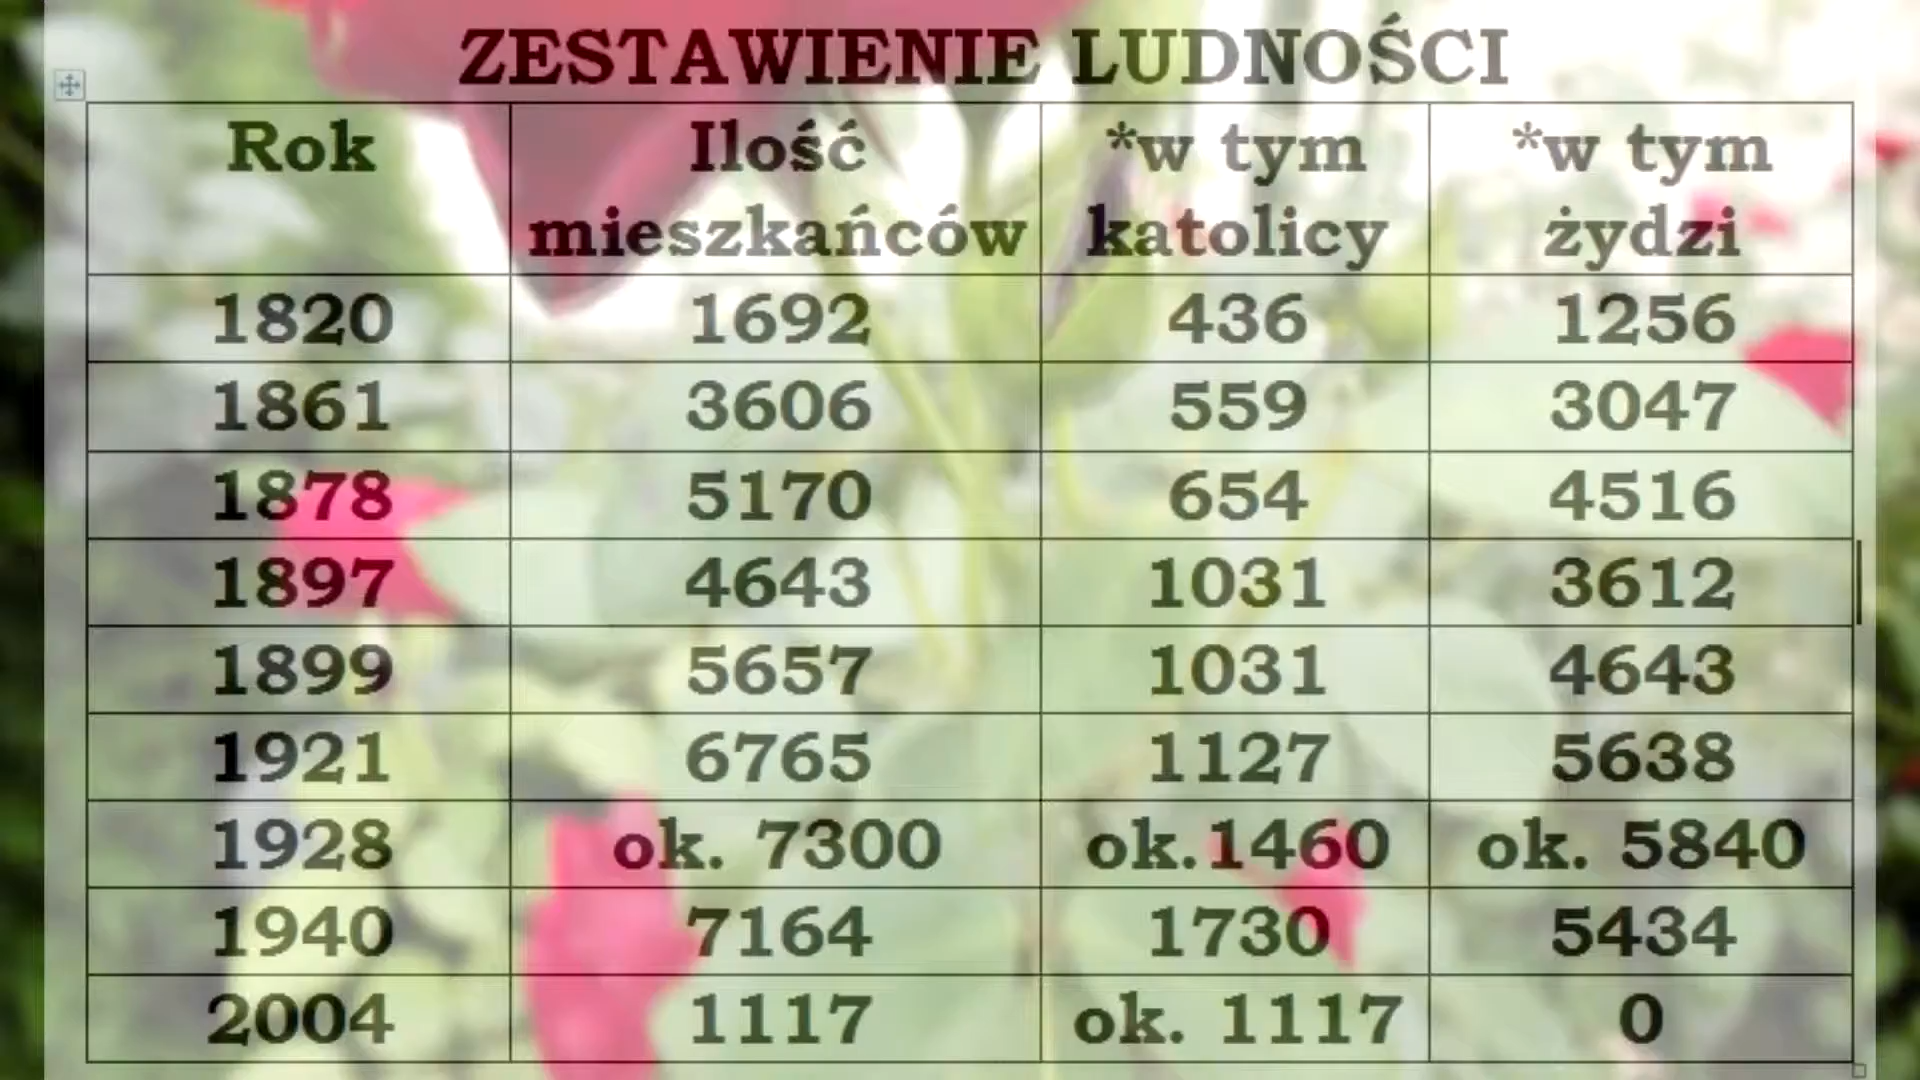 ZESTAWIENIE LUDNOŚCI
Rok Ilość mieszkańców *w tym katolicy *w tym żydzi
1820 1692 436 1256
1861 3606 559 3047
1878 5170 654 4516
1897 4643 1031 3612
1899 5657 1031 4643
1921 6765 1127 5638
1928 ok. 7300 ok.1460 ok. 5840
1940 7164 1730 5434
2004 1117 ok. 1117 0